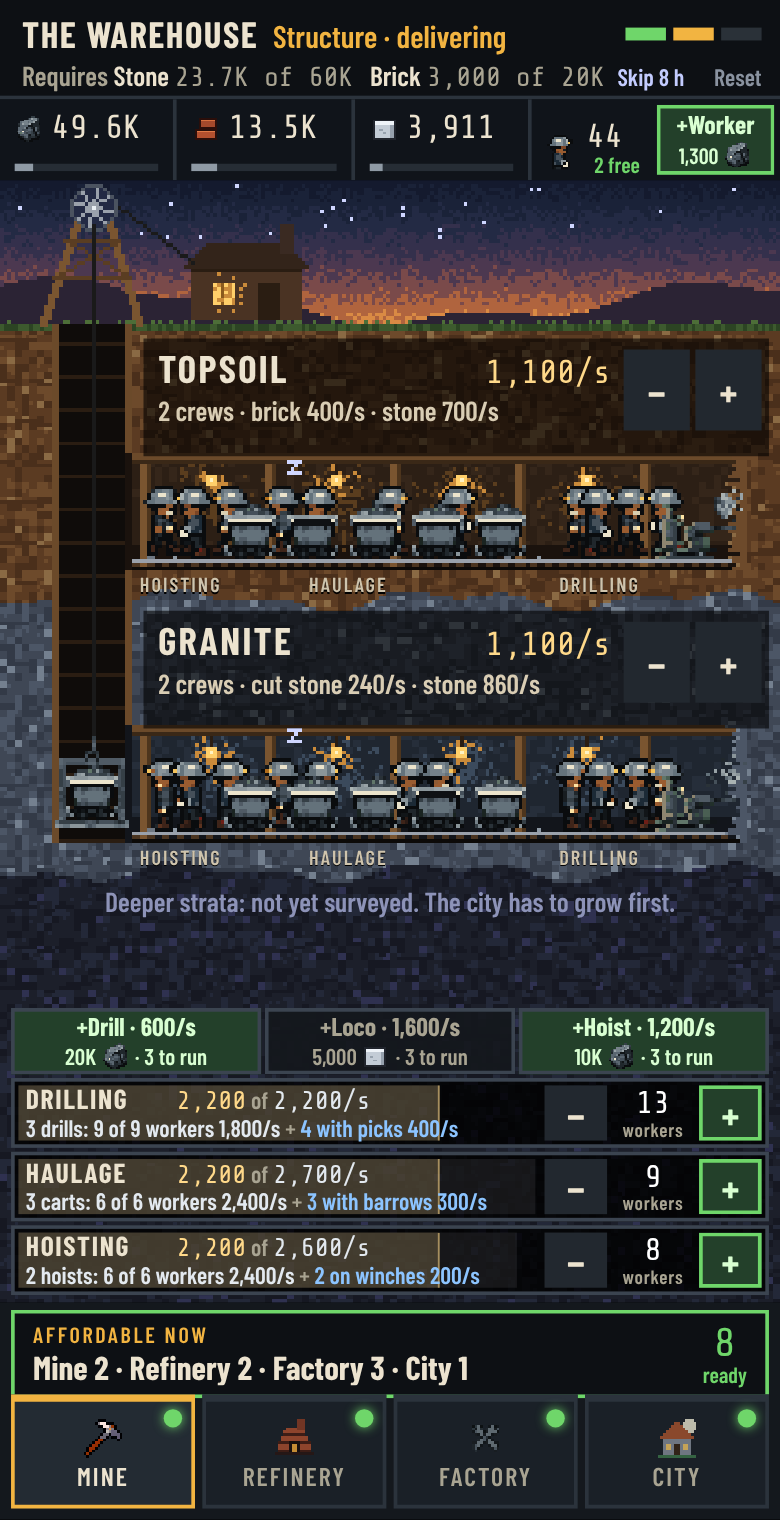 THE WAREHOUSE Structure · delivering
Requires Stone 23.7K of 60K Brick 3,000 of 20K Skip 8 h Reset
49.6K 13.5K 3,911 44 2 free +Worker 1,300
TOPSOIL 1,100/s − +
2 crews · brick 400/s · stone 700/s
z
HOISTING HAULAGE DRILLING
GRANITE 1,100/s − +
2 crews · cut stone 240/s · stone 860/s
z
HOISTING HAULAGE DRILLING
Deeper strata: not yet surveyed. The city has to grow first.
+Drill · 600/s +Loco · 1,600/s +Hoist · 1,200/s
20K · 3 to run 5,000 · 3 to run 10K · 3 to run
DRILLING 2,200 of 2,200/s − 13 +
3 drills: 9 of 9 workers 1,800/s + 4 with picks 400/s workers
HAULAGE 2,200 of 2,700/s − 9 +
3 carts: 6 of 6 workers 2,400/s + 3 with barrows 300/s workers
HOISTING 2,200 of 2,600/s − 8 +
2 hoists: 6 of 6 workers 2,400/s + 2 on winches 200/s workers
AFFORDABLE NOW 8
Mine 2 · Refinery 2 · Factory 3 · City 1 ready
MINE REFINERY FACTORY CITY